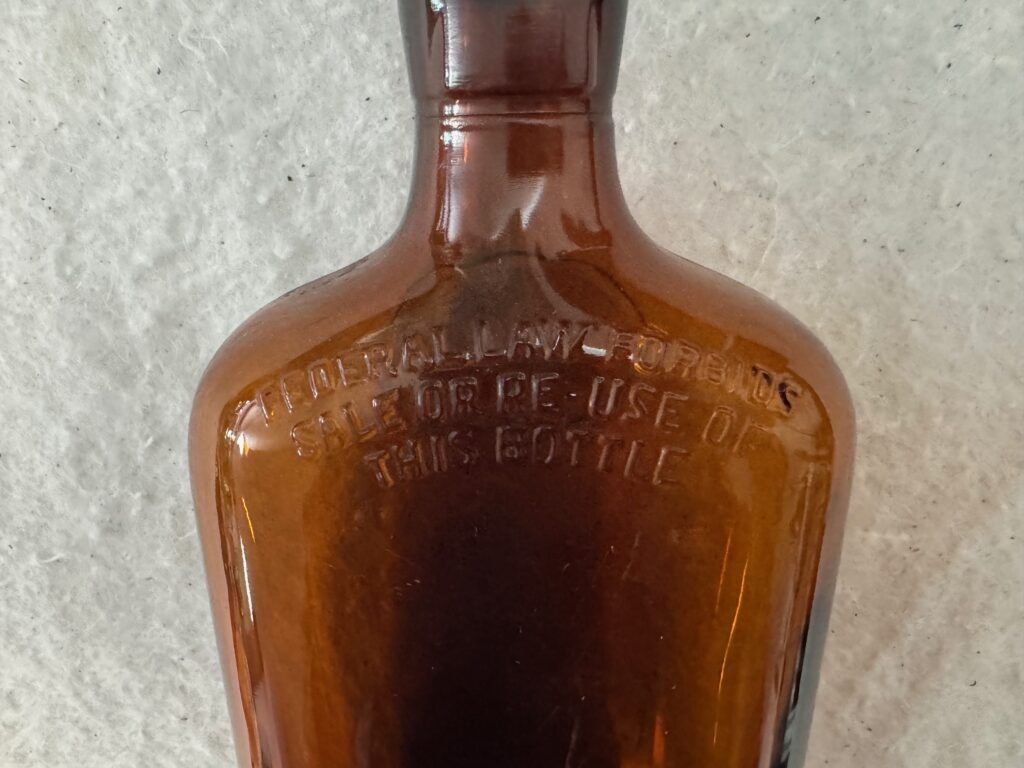 FEDERAL LAW FORBIDS
SALE OR RE-USE OF
THIS BOTTLE